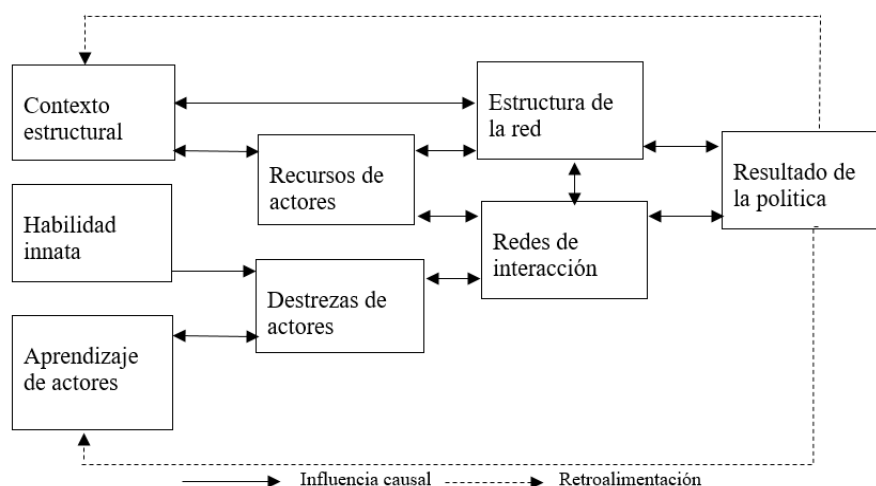 Contexto
estructural
Estructura de
la red
Recursos de
actores
Resultado de
la politica
Habilidad
innata
Redes de
interacción
Destrezas de
actores
Aprendizaje
de actores
Influencia causal
Retroalimentación